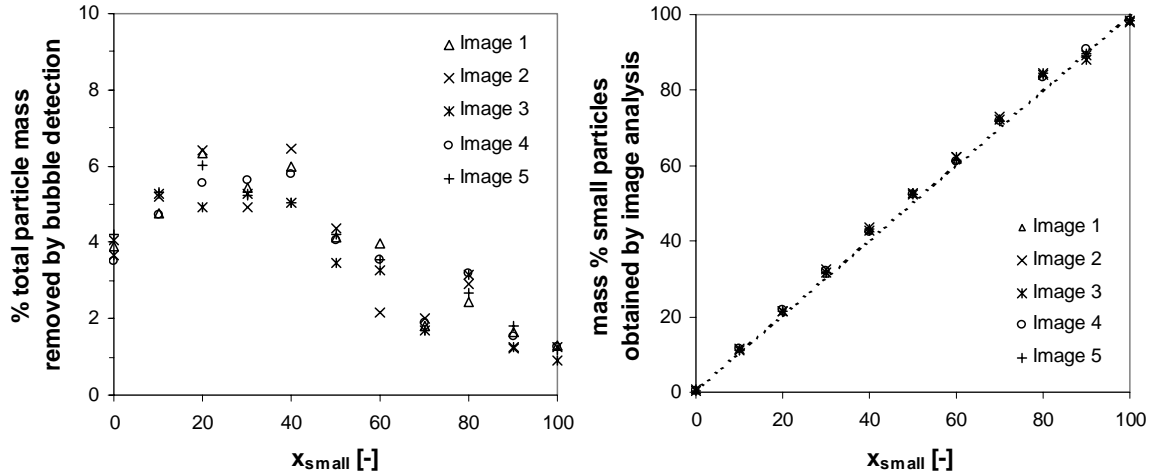 % total particle mass
removed by bubble detection
10
8
6
4
2
0
0 20 40 60 80 100
x_small [-]
Image 1
Image 2
Image 3
Image 4
Image 5
mass % small particles
obtained by image analysis
100
80
60
40
20
0
0 20 40 60 80 100
x_small [-]
Image 1
Image 2
Image 3
Image 4
Image 5